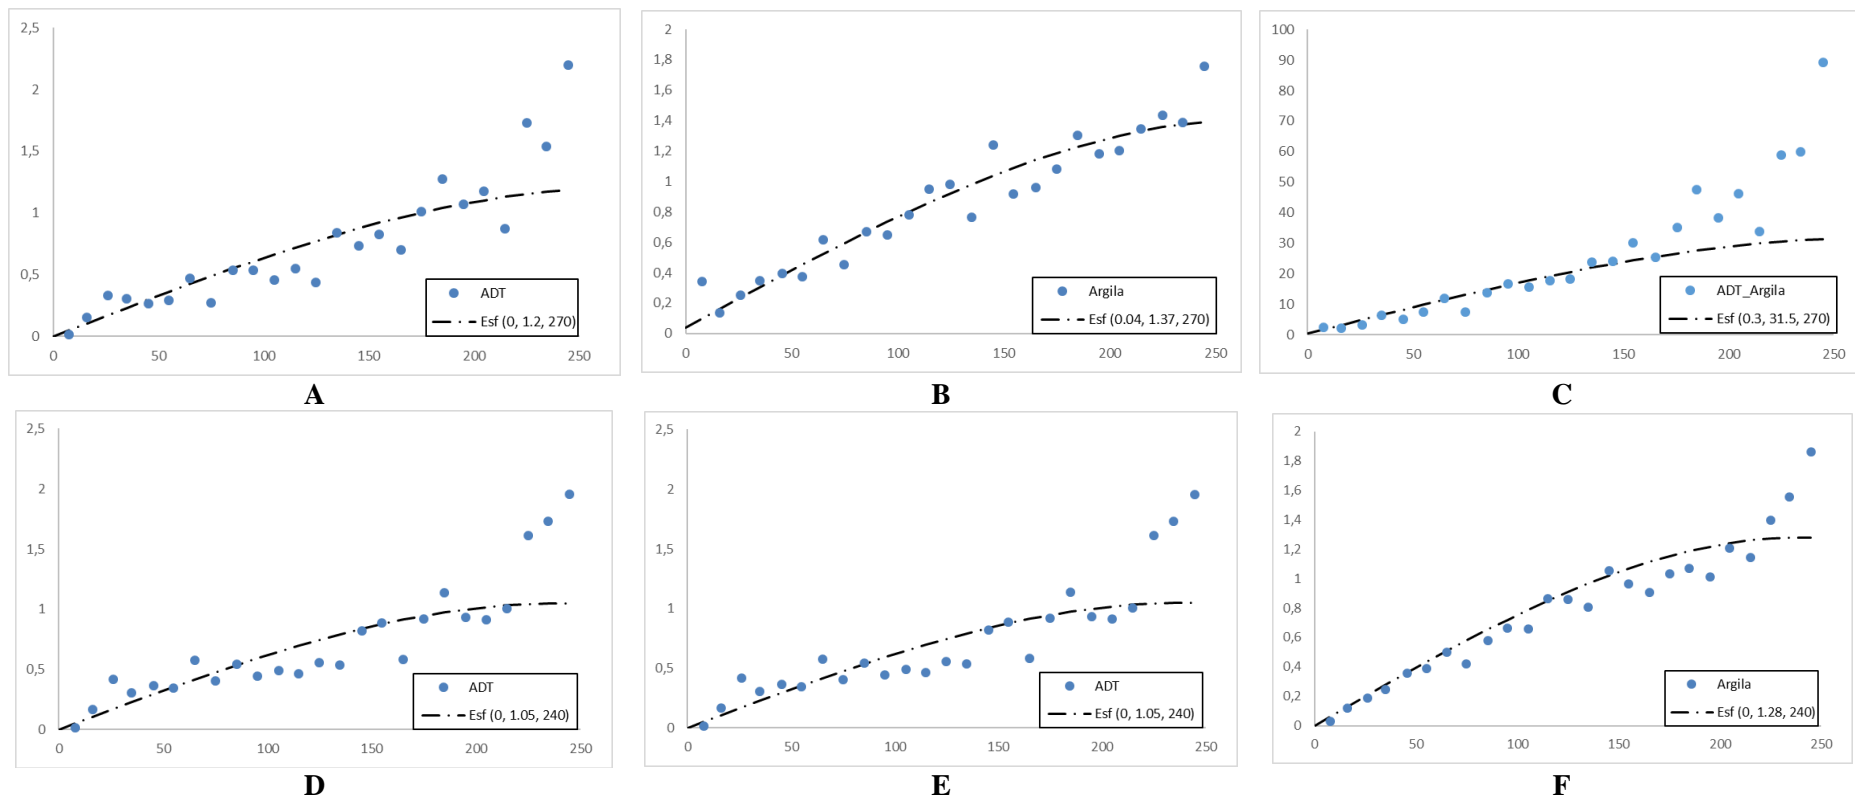 2,5
2
1,5
1
0,5
0
0 50 100 150 200 250
ADT
Esf (0, 1.2, 270)
A
2
1,8
1,6
1,4
1,2
1
0,8
0,6
0,4
0,2
0
0 50 100 150 200 250
Argila
Esf (0.04, 1.37, 270)
B
100
90
80
70
60
50
40
30
20
10
0
0 50 100 150 200 250
ADT_Argila
Esf (0.3, 31.5, 270)
C
2,5
2
1,5
1
0,5
0
0 50 100 150 200 250
ADT
Esf (0, 1.05, 240)
D
2,5
2
1,5
1
0,5
0
0 50 100 150 200 250
ADT
Esf (0, 1.05, 240)
E
2
1,8
1,6
1,4
1,2
1
0,8
0,6
0,4
0,2
0
0 50 100 150 200 250
Argila
Esf (0, 1.28, 240)
F